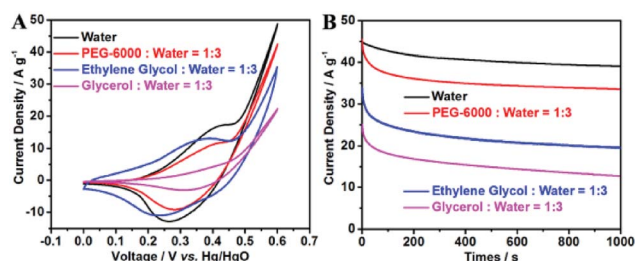 A
Water
PEG-6000 : Water = 1:3
Ethylene Glycol : Water = 1:3
Glycerol : Water = 1:3
Current Density / A g-1
50
40
30
20
10
0
-10
-0.1 0.0 0.1 0.2 0.3 0.4 0.5 0.6 0.7
Voltage / V vs. Hg/HgO
B
Water
PEG-6000 : Water = 1:3
Ethylene Glycol : Water = 1:3
Glycerol : Water = 1:3
Current Density / A g-1
50
40
30
20
10
0
0 200 400 600 800 1000
Times / s